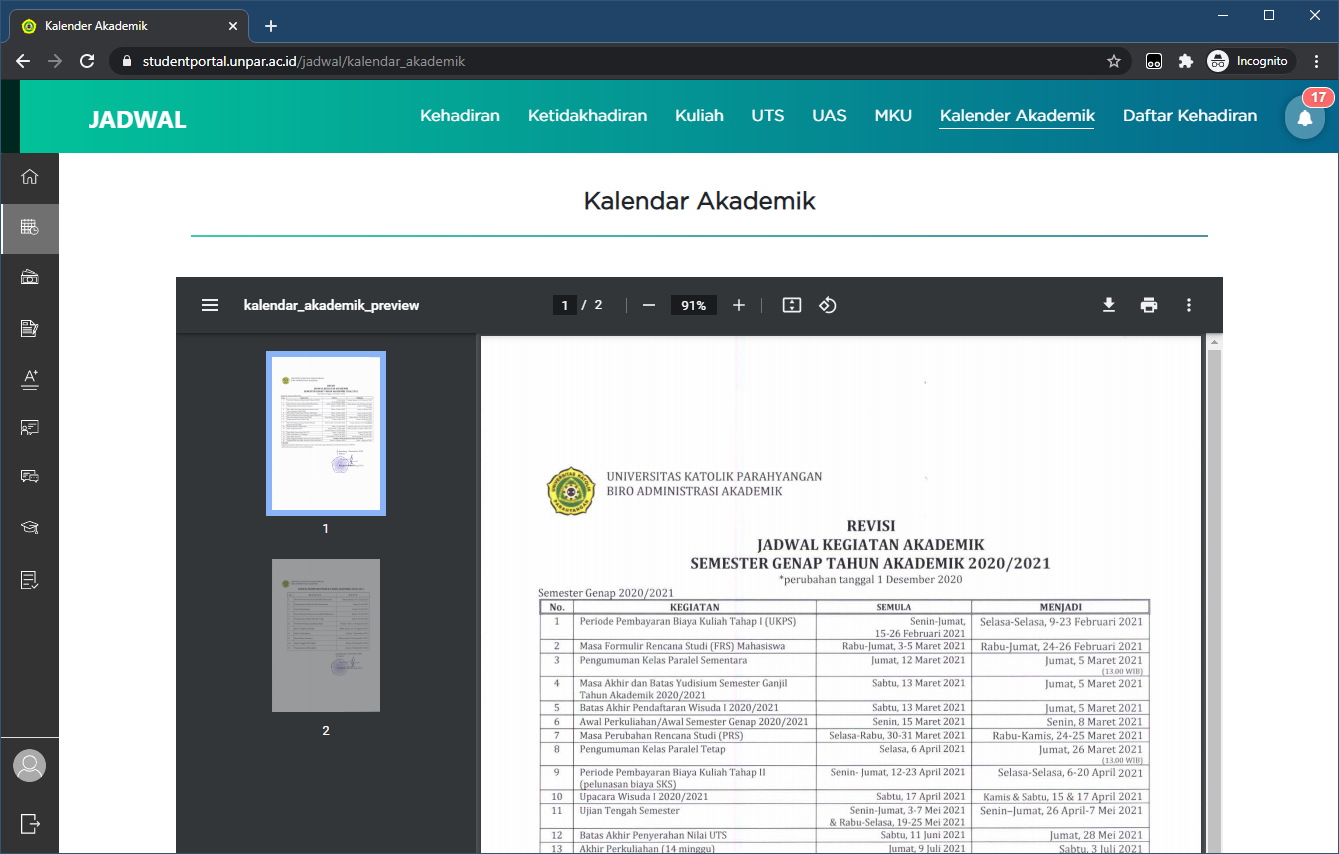 Kalender Akademik
studentportal.unpar.ac.id/jadwal/kalendar_akademik
Incognito
JADWAL
Kehadiran
Ketidakhadiran
Kuliah
UTS
UAS
MKU
Kalender Akademik
Daftar Kehadiran
17
Kalendar Akademik
kalendar_akademik_preview
1 / 2
91%
1
2
UNIVERSITAS KATOLIK PARAHYANGAN
BIRO ADMINISTRASI AKADEMIK
REVISI
JADWAL KEGIATAN AKADEMIK
SEMESTER GENAP TAHUN AKADEMIK 2020/2021
*perubahan tanggal 1 Desember 2020
Semester Genap 2020/2021
No. KEGIATAN SEMULA MENJADI
1 Periode Pembayaran Biaya Kuliah Tahap I (UKPS) Senin-Jumat, Selasa-Selasa, 9-23 Februari 2021
15-26 Februari 2021
2 Masa Formulir Rencana Studi (FRS) Mahasiswa Rabu-Jumat, 3-5 Maret 2021 Rabu-Jumat, 24-26 Februari 2021
3 Pengumuman Kelas Paralel Sementara Jumat, 12 Maret 2021 Jumat, 5 Maret 2021
(13.00 WIB)
4 Masa Akhir dan Batas Yudisium Semester Ganjil Sabtu, 13 Maret 2021 Jumat, 5 Maret 2021
Tahun Akademik 2020/2021
5 Batas Akhir Pendaftaran Wisuda I 2020/2021 Sabtu, 13 Maret 2021 Jumat, 5 Maret 2021
6 Awal Perkuliahan/Awal Semester Genap 2020/2021 Senin, 15 Maret 2021 Senin, 8 Maret 2021
7 Masa Perubahan Rencana Studi (PRS) Selasa-Rabu, 30-31 Maret 2021 Rabu-Kamis, 24-25 Maret 2021
8 Pengumuman Kelas Paralel Tetap Selasa, 6 April 2021 Jumat, 26 Maret 2021
(13.00 WIB)
9 Periode Pembayaran Biaya Kuliah Tahap II Senin- Jumat, 12-23 April 2021 Selasa-Selasa, 6-20 April 2021
(pelunasan biaya SKS)
10 Upacara Wisuda I 2020/2021 Sabtu, 17 April 2021 Kamis & Sabtu, 15 & 17 April 2021
11 Ujian Tengah Semester Senin-Jumat, 3-7 Mei 2021 Senin–Jumat, 26 April-7 Mei 2021
& Rabu-Selasa, 19-25 Mei 2021
12 Batas Akhir Penyerahan Nilai UTS Sabtu, 11 Juni 2021 Jumat, 28 Mei 2021
13 Akhir Perkuliahan (14 minggu) Jumat, 9 Juli 2021 Sabtu, 3 Juli 2021